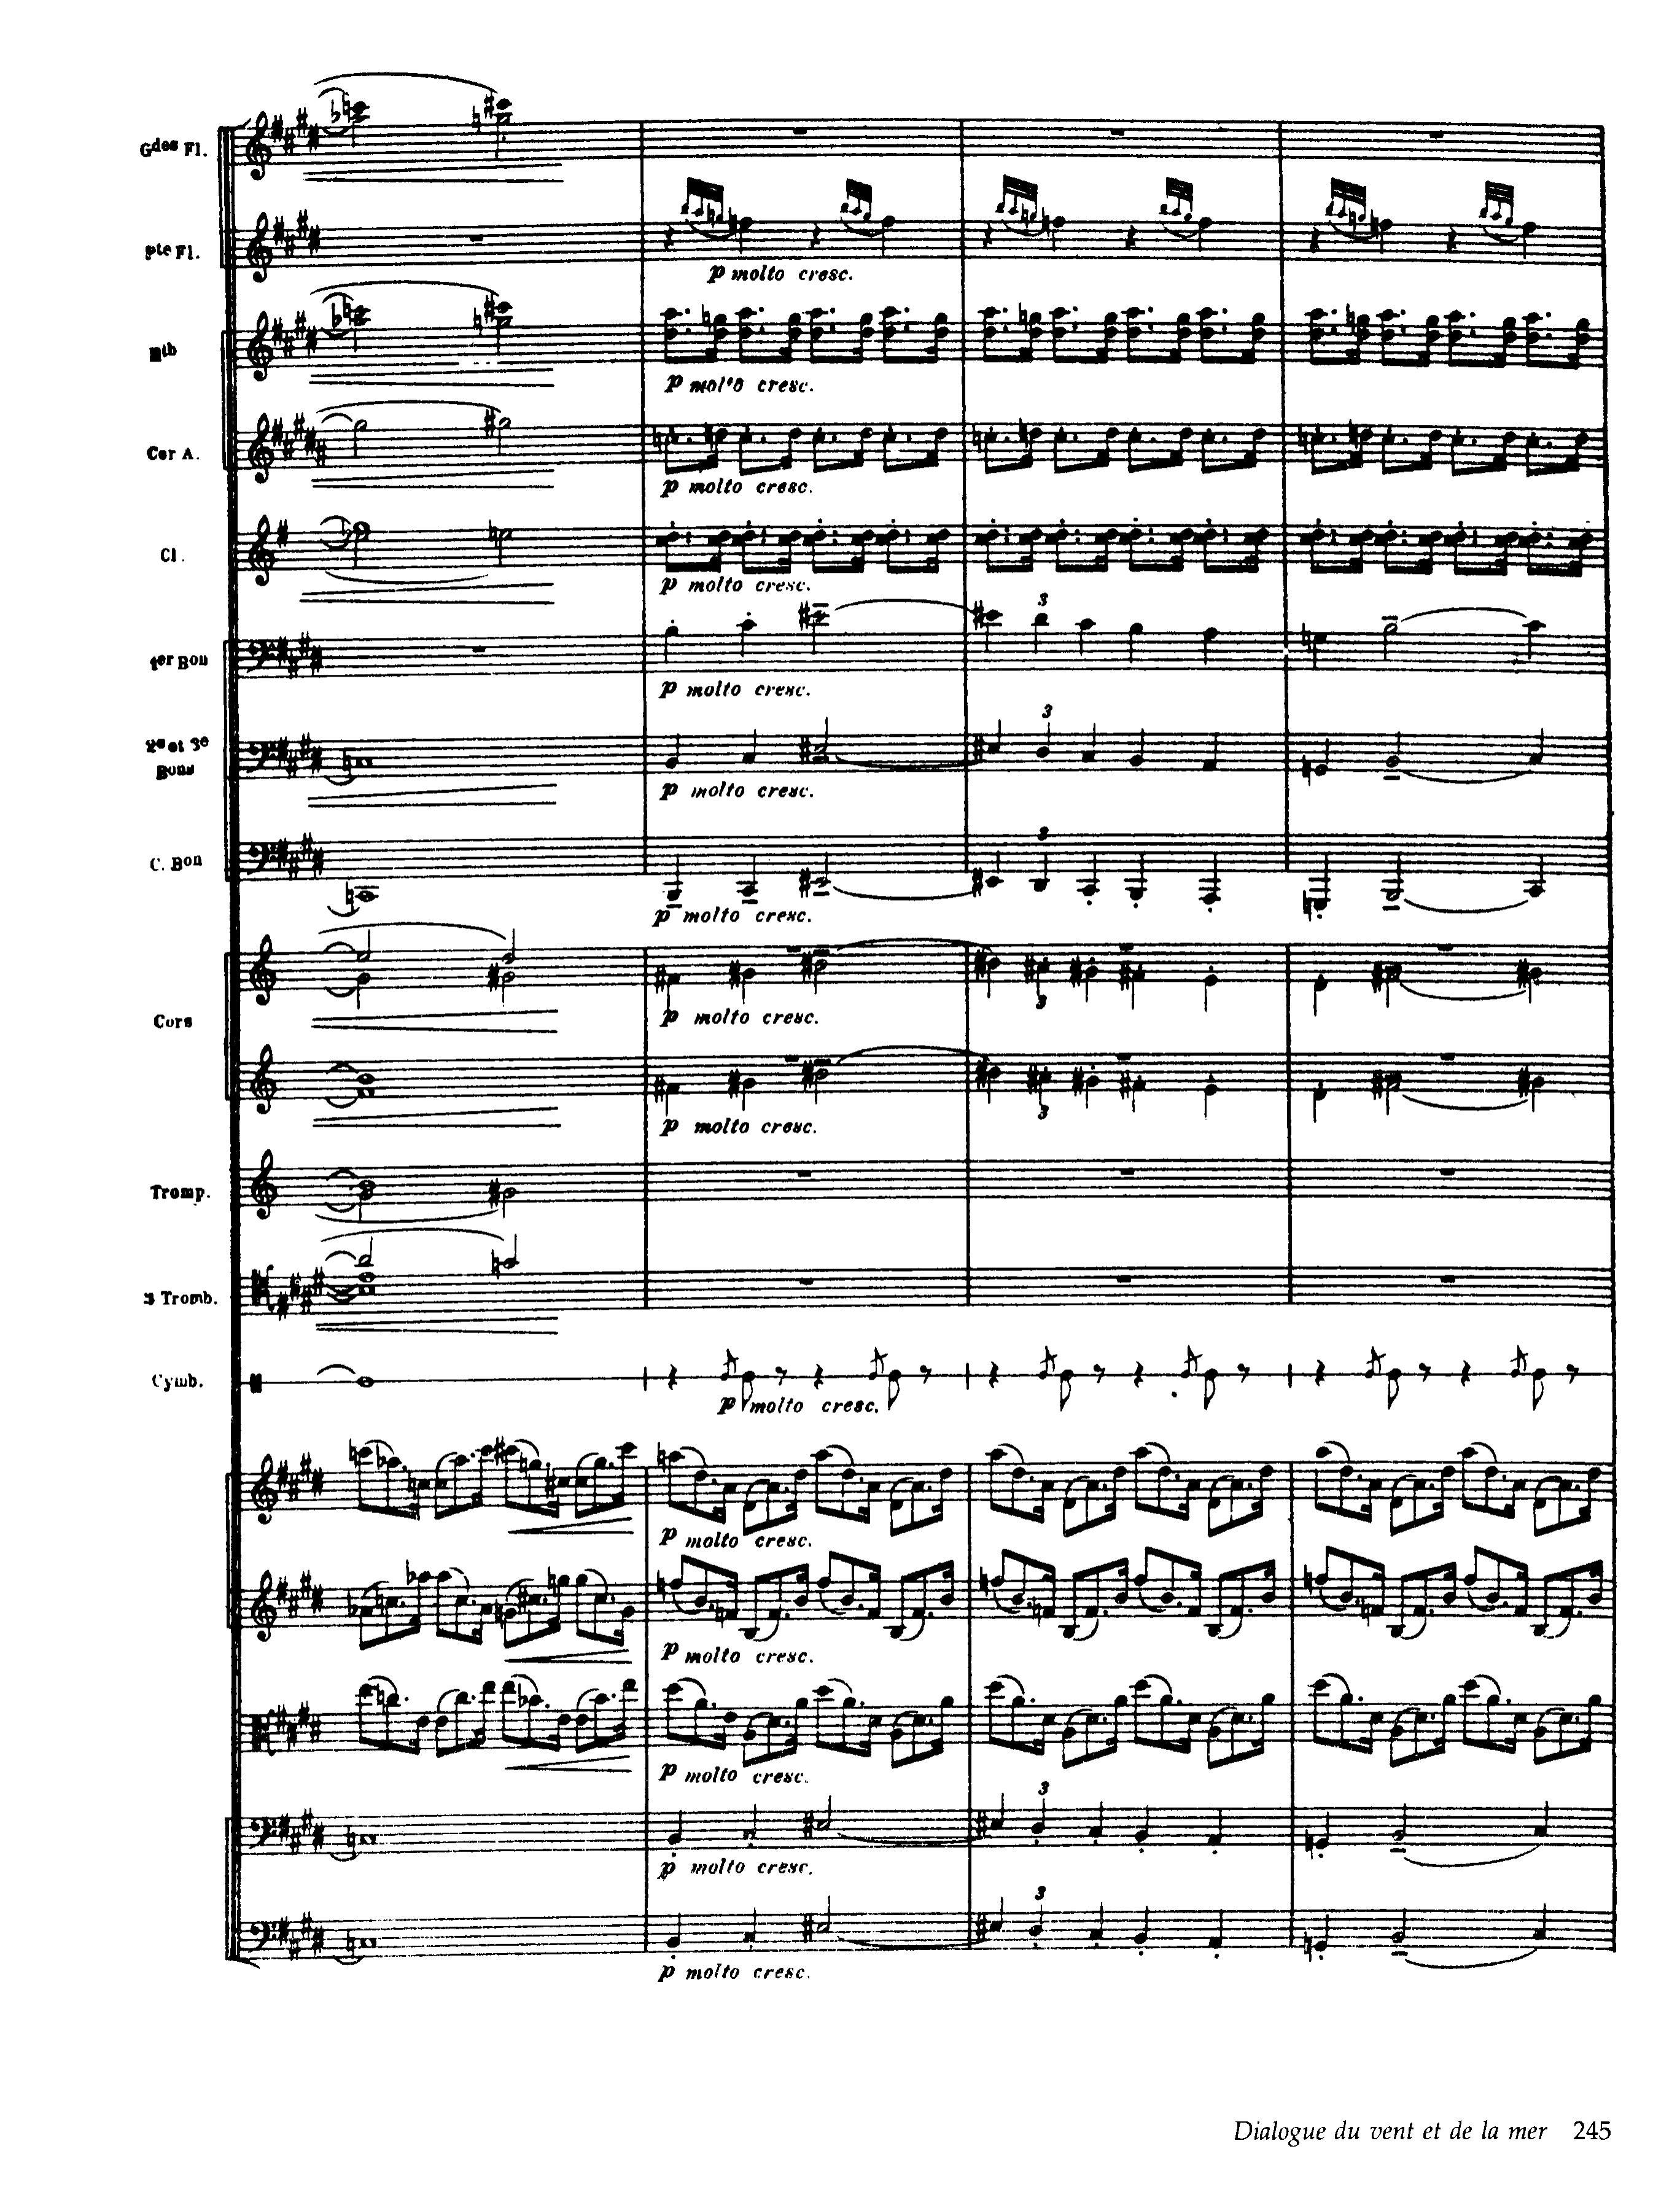 Gdes Fl.
Pte Fl.
p molto cresc.
Htb
p molto cresc.
Cor A.
p molto cresc.
Cl.
p molto cresc.
3
1er Bon
p molto cresc.
3
2e et 3e
Bons
p molto cresc.
3
C. Bon
p molto cresc.
3
Cors
p molto cresc.
3
p molto cresc.
Tromp.
3 Tromb.
Cymb.
p molto cresc.
p molto cresc.
p molto cresc.
p molto cresc.
3
p molto cresc.
3
p molto cresc.
Dialogue du vent et de la mer 245